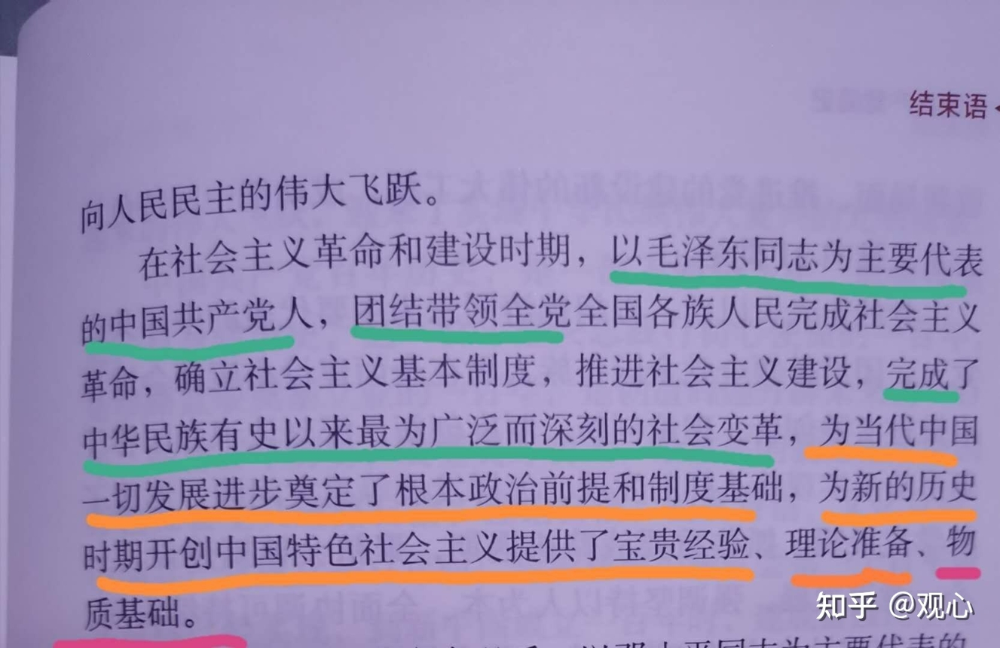 结束语
向人民民主的伟大飞跃。
在社会主义革命和建设时期，以毛泽东同志为主要代表
的中国共产党人，团结带领全党全国各族人民完成社会主义
革命，确立社会主义基本制度，推进社会主义建设，完成了
中华民族有史以来最为广泛而深刻的社会变革，为当代中国
一切发展进步奠定了根本政治前提和制度基础，为新的历史
时期开创中国特色社会主义提供了宝贵经验、理论准备、物
质基础。
知乎 @观心
同志为主要代表的